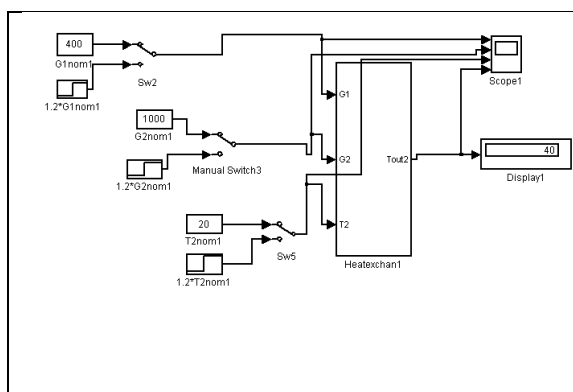 400
G1nom1
Sw2
1.2*G1nom1
Scope1
G1
1000
G2nom1
G2
Tout2
40
Display1
Manual Switch3
1.2*G2nom1
20
T2nom1
T2
Sw5
Heatexchan1
1.2*T2nom1